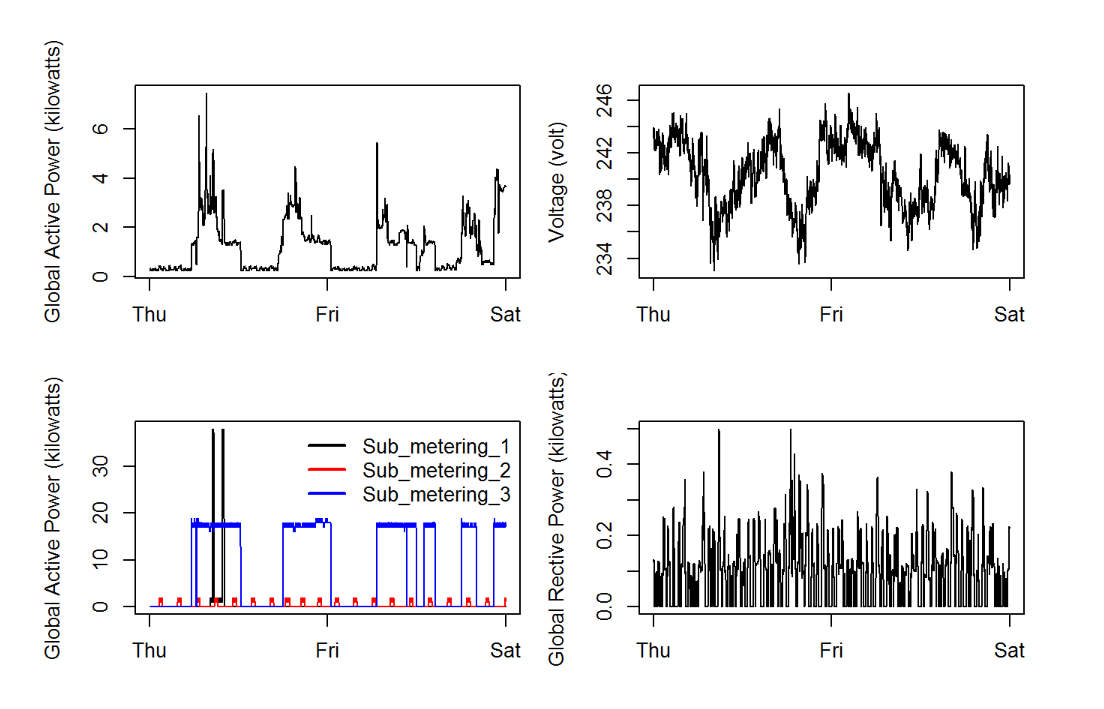 Global Active Power (kilowatts)
0
2
4
6
Thu
Fri
Sat
Voltage (volt)
234
238
242
246
Thu
Fri
Sat
Global Active Power (kilowatts)
0
10
20
30
Sub_metering_1
Sub_metering_2
Sub_metering_3
Thu
Fri
Sat
Global Rective Power (kilowatts)
0.0
0.2
0.4
Thu
Fri
Sat